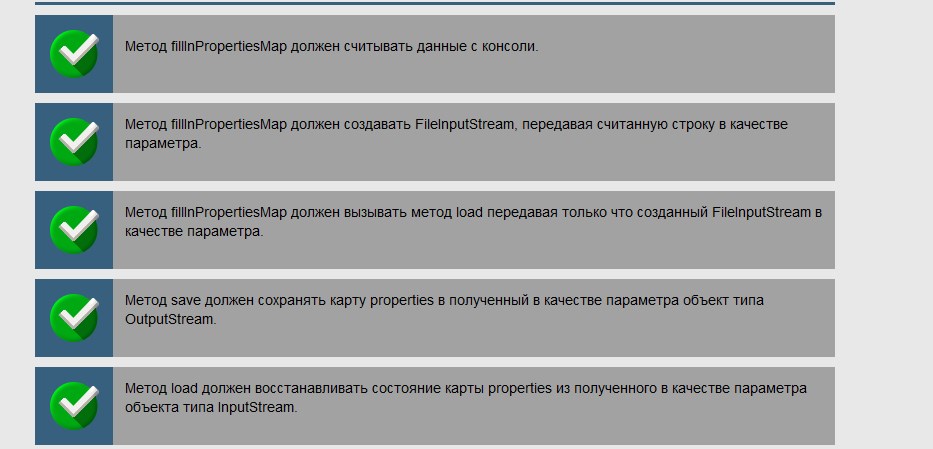 Метод fillInPropertiesMap должен считывать данные с консоли.
Метод fillInPropertiesMap должен создавать FileInputStream, передавая считанную строку в качестве
параметра.
Метод fillInPropertiesMap должен вызывать метод load передавая только что созданный FileInputStream в
качестве параметра.
Метод save должен сохранять карту properties в полученный в качестве параметра объект типа
OutputStream.
Метод load должен восстанавливать состояние карты properties из полученного в качестве параметра
объекта типа InputStream.